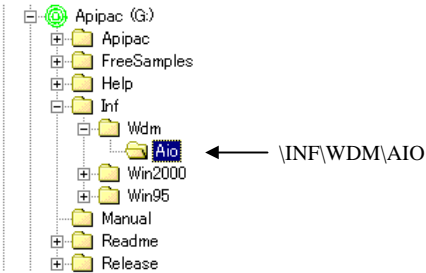 Apipac (G:)
Apipac
FreeSamples
Help
Inf
Wdm
Aio
\INF\WDM\AIO
Win2000
Win95
Manual
Readme
Release